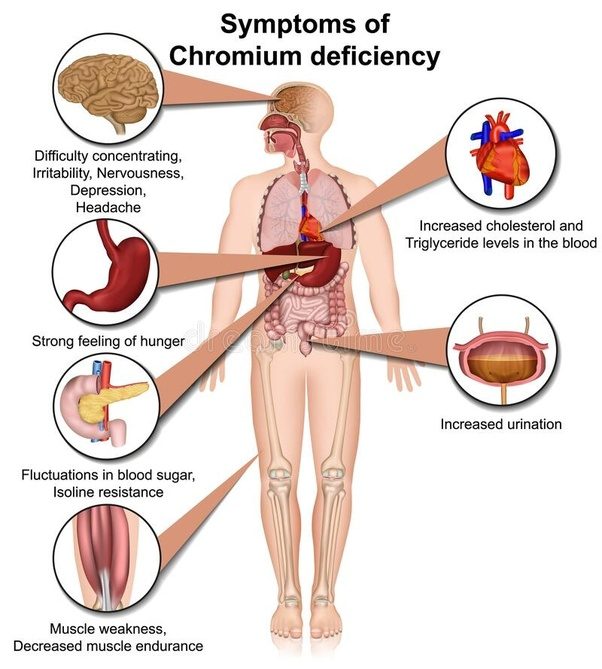 Symptoms of
Chromium deficiency
Difficulty concentrating,
Irritability, Nervousness,
Depression,
Headache
Increased cholesterol and
Triglyceride levels in the blood
Strong feeling of hunger
dreamstime.
Increased urination
Fluctuations in blood sugar,
Isoline resistance
Muscle weakness,
Decreased muscle endurance